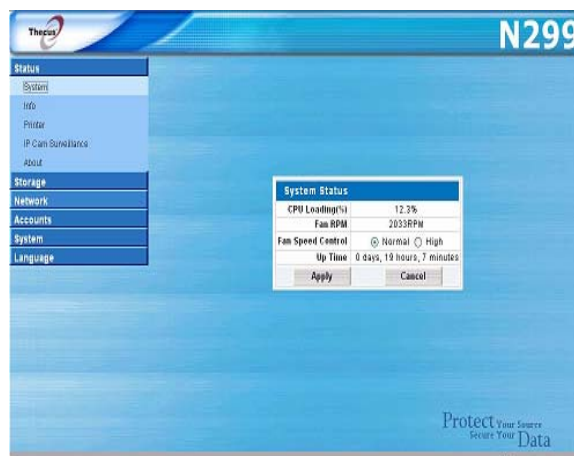 Thecus
N299
Status
System
Info
Printer
IP Cam Surveillance
About
Storage
Network
Accounts
System
Language
System Status
CPU Loading(%) 12.3%
Fan RPM 2033RPM
Fan Speed Control Normal High
Up Time 0 days, 19 hours, 7 minutes
Apply Cancel
Protect Your Source
Secure Your Data